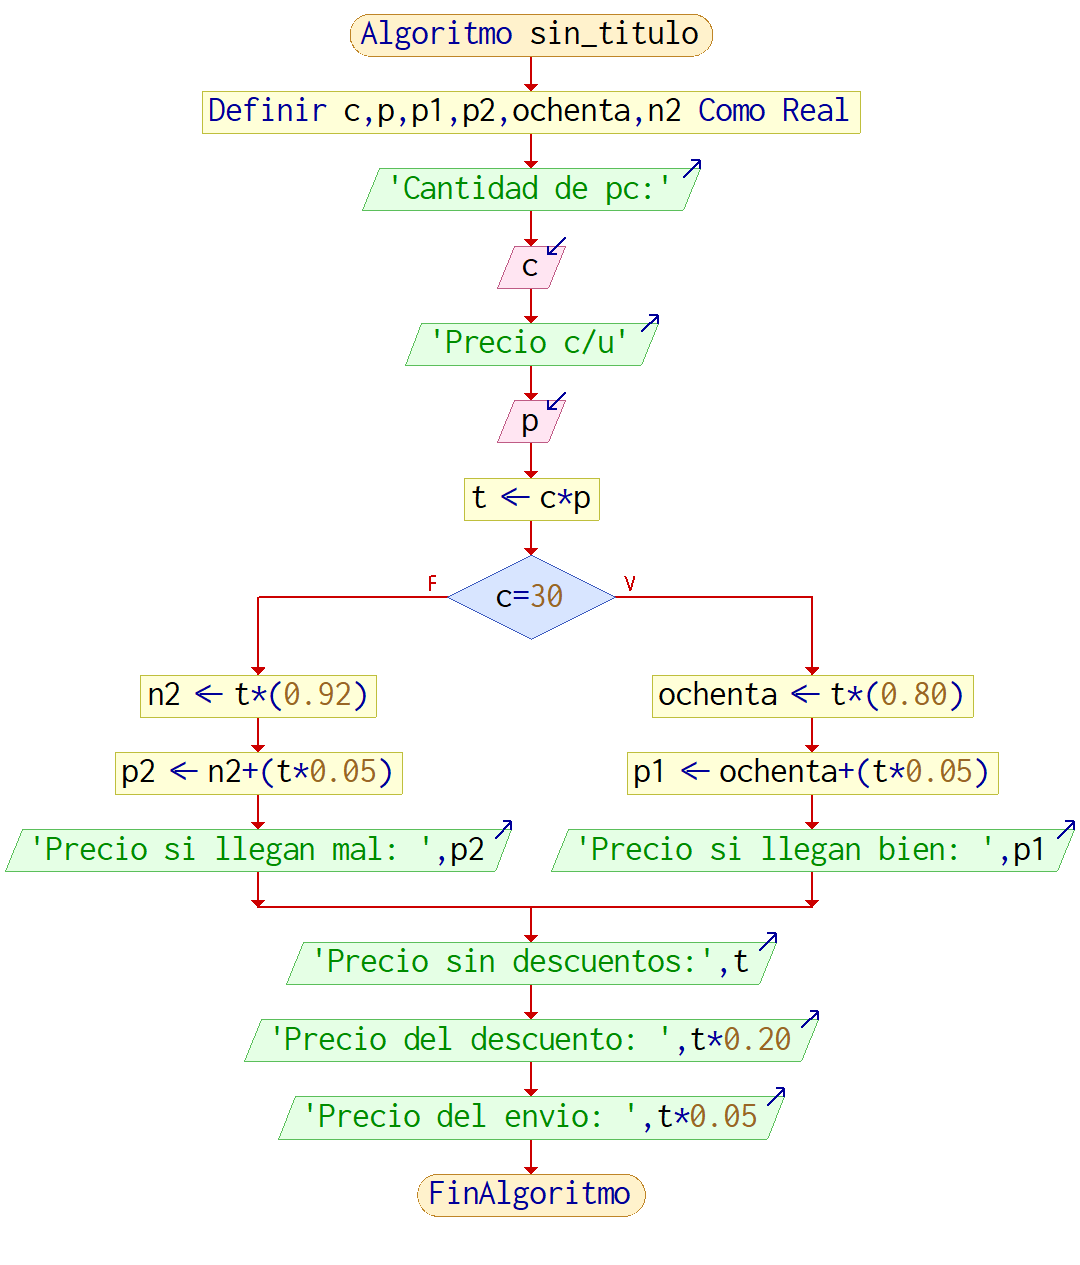 Algoritmo sin_titulo
Definir c,p,p1,p2,ochenta,n2 Como Real
'Cantidad de pc:'
c
'Precio c/u'
p
t ← c*p
F
c=30
V
n2 ← t*(0.92)
ochenta ← t*(0.80)
p2 ← n2+(t*0.05)
p1 ← ochenta+(t*0.05)
'Precio si llegan mal: ',p2
'Precio si llegan bien: ',p1
'Precio sin descuentos:',t
'Precio del descuento: ',t*0.20
'Precio del envio: ',t*0.05
FinAlgoritmo